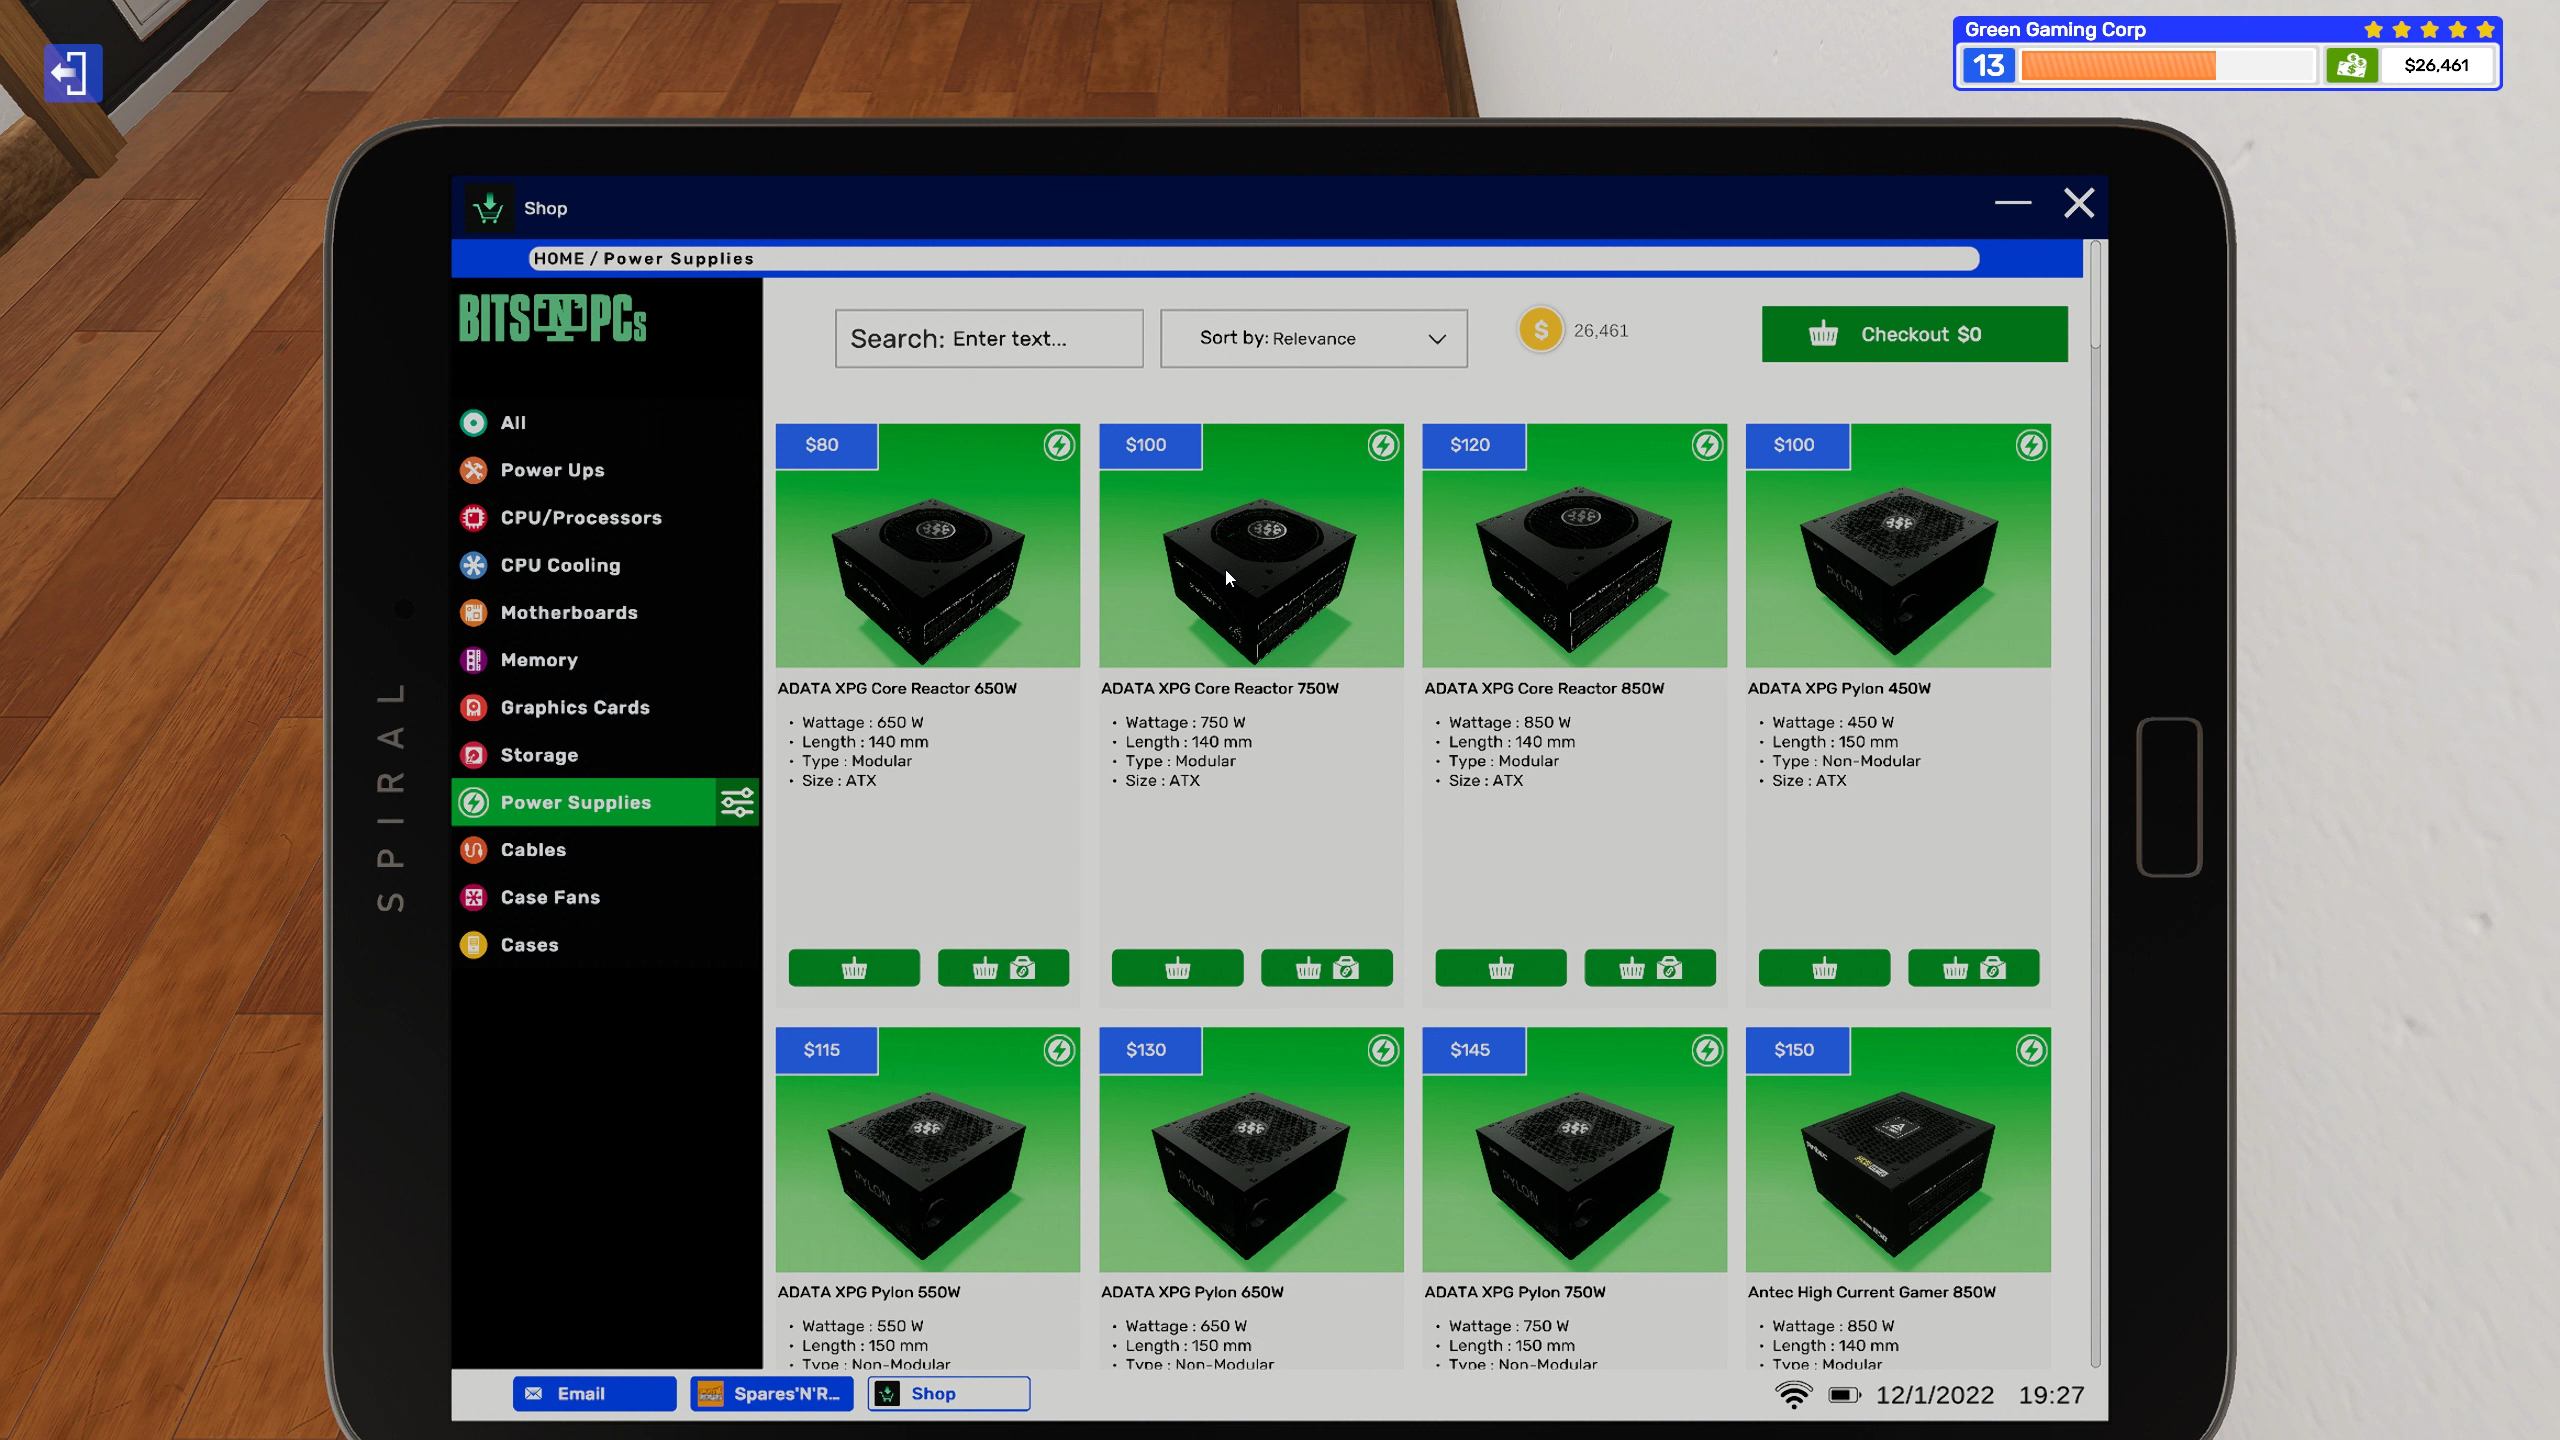 Green Gaming Corp
13
$26,461
Shop
HOME / Power Supplies
BITSNPCs
Search: Enter text...
Sort by: Relevance
$
26,461
Checkout $0
All
Power Ups
CPU/Processors
CPU Cooling
Motherboards
Memory
Graphics Cards
Storage
Power Supplies
Cables
Case Fans
Cases
SPIRAL
$80
$100
$120
$100
PYLON
ADATA XPG Core Reactor 650W
• Wattage : 650 W
• Length : 140 mm
• Type : Modular
• Size : ATX
ADATA XPG Core Reactor 750W
• Wattage : 750 W
• Length : 140 mm
• Type : Modular
• Size : ATX
ADATA XPG Core Reactor 850W
• Wattage : 850 W
• Length : 140 mm
• Type : Modular
• Size : ATX
ADATA XPG Pylon 450W
• Wattage : 450 W
• Length : 150 mm
• Type : Non-Modular
• Size : ATX
$115
$130
$145
$150
PYLON
PYLON
PYLON
ADATA XPG Pylon 550W
• Wattage : 550 W
• Length : 150 mm
• Type : Non-Modular
ADATA XPG Pylon 650W
• Wattage : 650 W
• Length : 150 mm
• Type : Non-Modular
ADATA XPG Pylon 750W
• Wattage : 750 W
• Length : 150 mm
• Type : Non-Modular
Antec High Current Gamer 850W
• Wattage : 850 W
• Length : 140 mm
• Type : Modular
Email
Spares'N'R...
Shop
12/1/2022
19:27